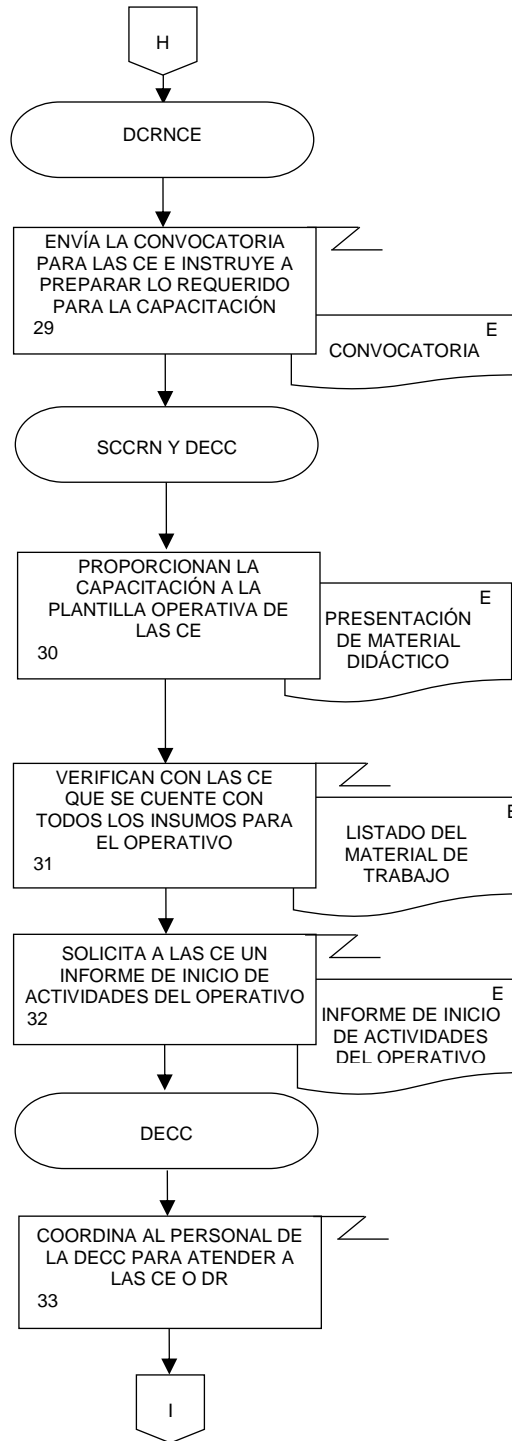 H
DCRNCE
ENVÍA LA CONVOCATORIA
PARA LAS CE E INSTRUYE A
PREPARAR LO REQUERIDO
PARA LA CAPACITACIÓN
29
E
CONVOCATORIA
SCCRN Y DECC
PROPORCIONAN LA
CAPACITACIÓN A LA
PLANTILLA OPERATIVA DE
LAS CE
30
E
PRESENTACIÓN
DE MATERIAL
DIDÁCTICO
VERIFICAN CON LAS CE
QUE SE CUENTE CON
TODOS LOS INSUMOS PARA
EL OPERATIVO
31
E
LISTADO DEL
MATERIAL DE
TRABAJO
SOLICITA A LAS CE UN
INFORME DE INICIO DE
ACTIVIDADES DEL OPERATIVO
32
E
INFORME DE INICIO
DE ACTIVIDADES
DEL OPERATIVO
DECC
COORDINA AL PERSONAL DE
LA DECC PARA ATENDER A
LAS CE O DR
33
I